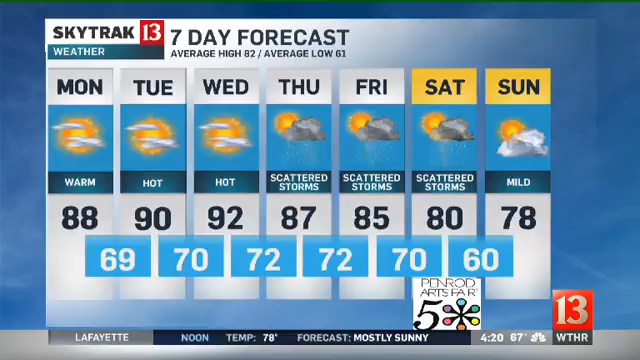 SKYTRAK 13
WEATHER
7 DAY FORECAST
AVERAGE HIGH 82 / AVERAGE LOW 61
MON TUE WED THU FRI SAT SUN
WARM HOT HOT SCATTERED STORMS SCATTERED STORMS SCATTERED STORMS MILD
88 90 92 87 85 80 78
69 70 72 72 70 60
PENROD
ARTS FAIR
50
LAFAYETTE NOON TEMP: 78° FORECAST: MOSTLY SUNNY 4:20 67° 13 WTHR